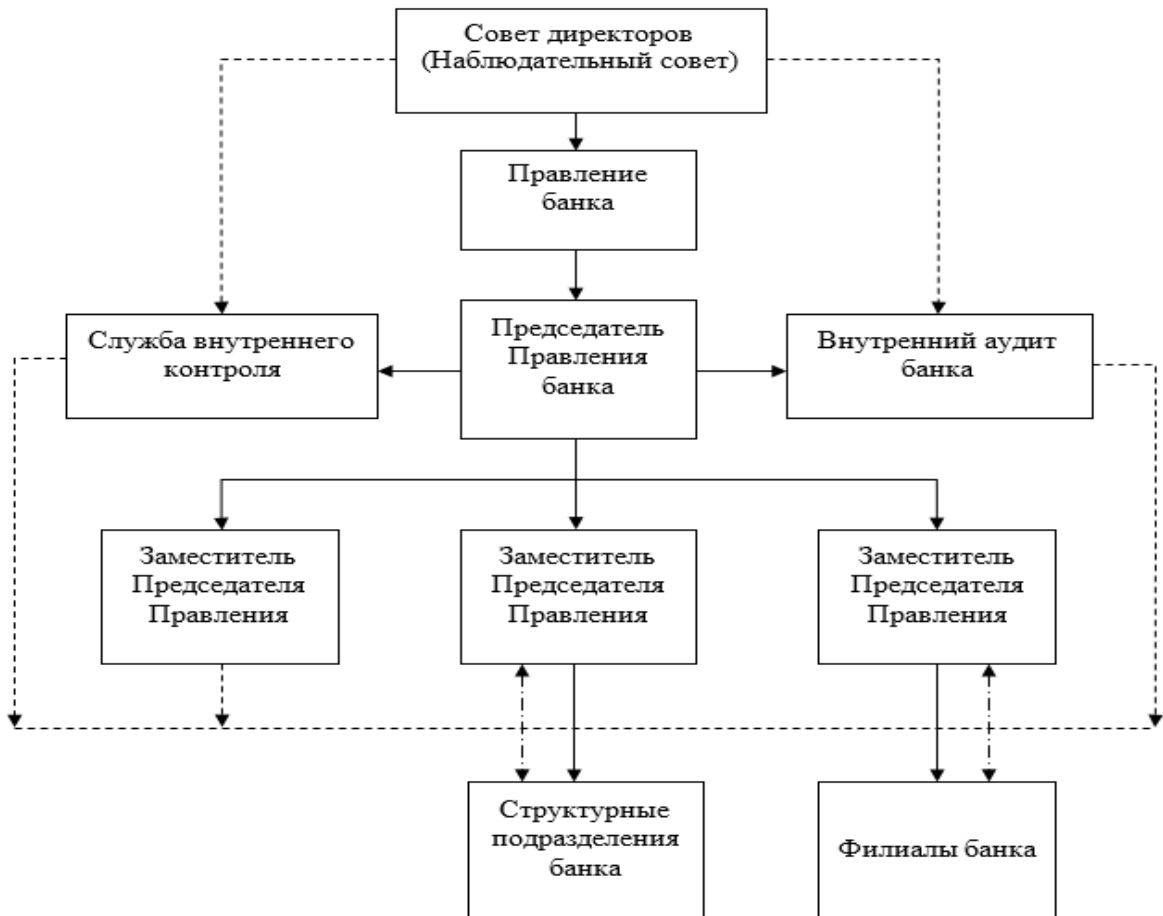 Совет директоров
(Наблюдательный совет)
Правление
банка
Служба внутреннего
контроля
Председатель
Правления
банка
Внутренний аудит
банка
Заместитель
Председателя
Правления
Заместитель
Председателя
Правления
Заместитель
Председателя
Правления
Структурные
подразделения
банка
Филиалы банка